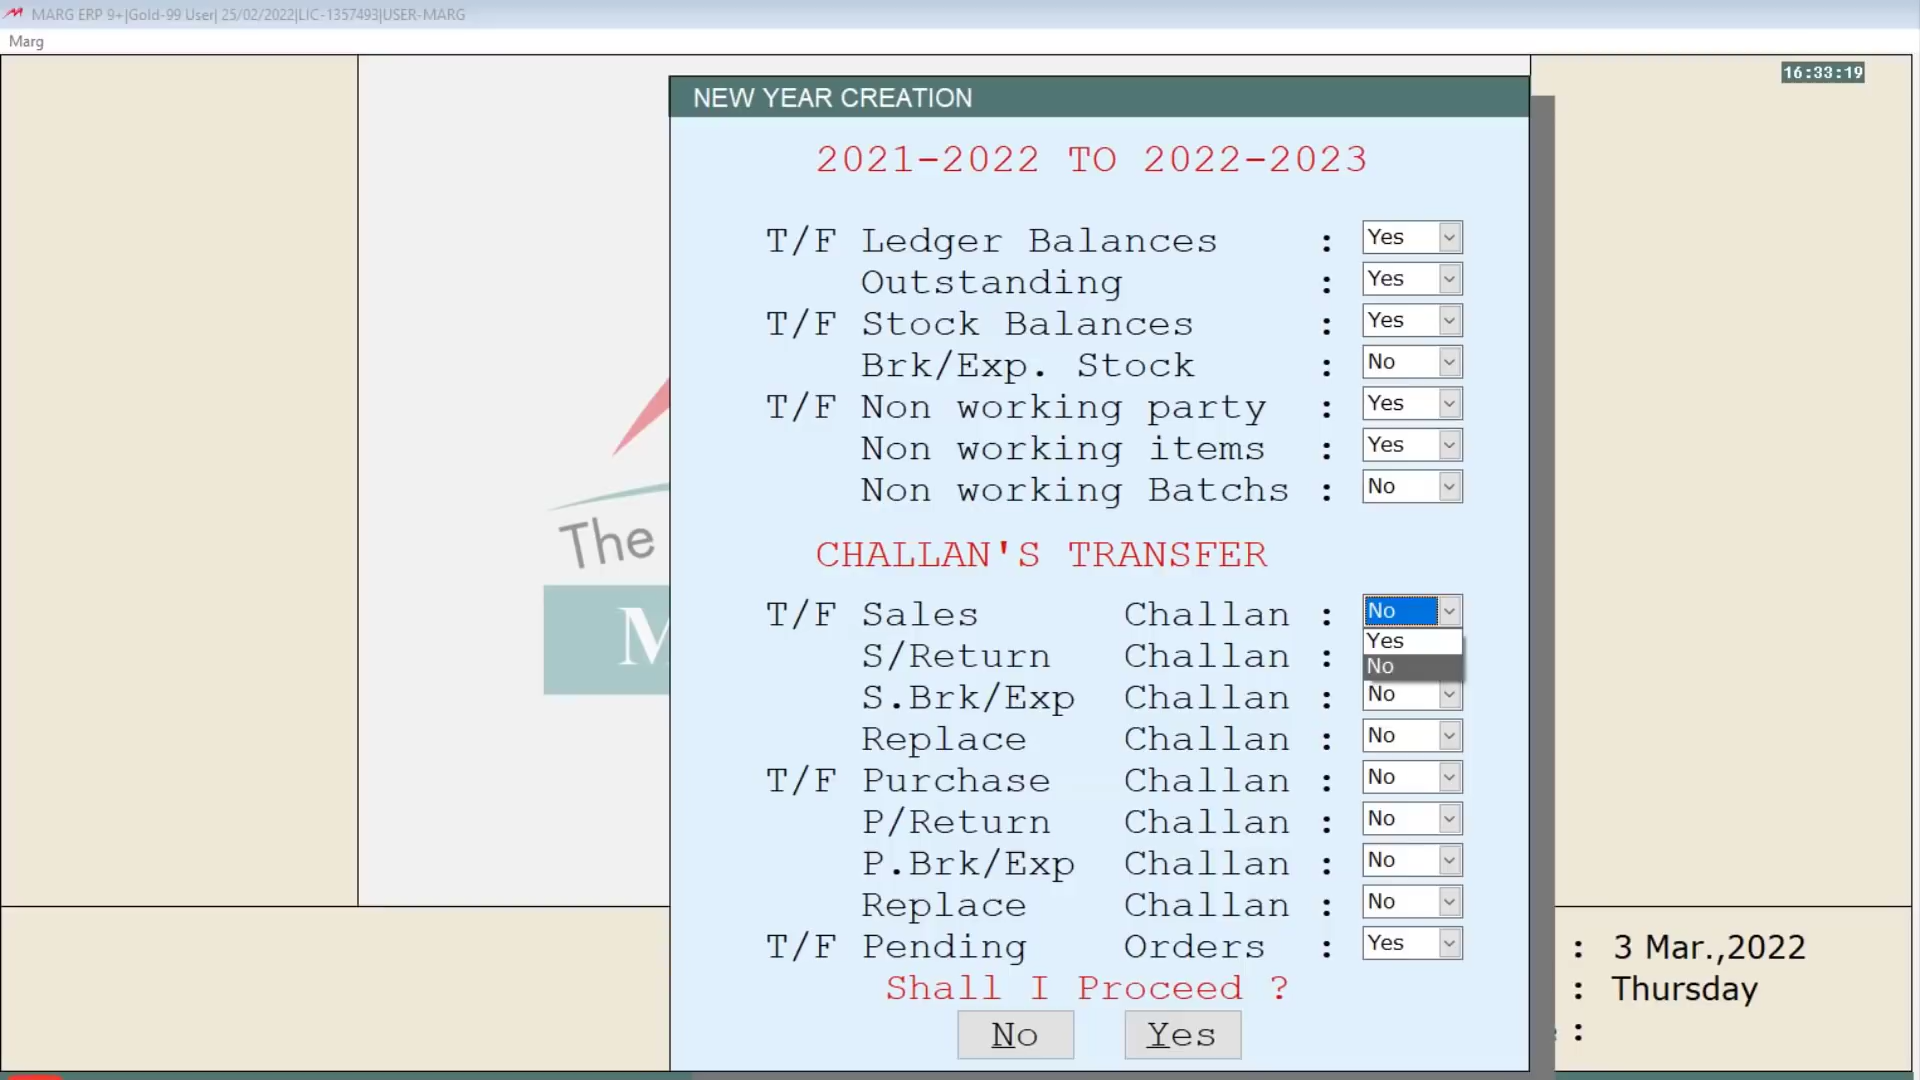 MARG ERP 9+|Gold-99 User| 25/02/2022|LIC-1357493|USER-MARG
Marg
16:33:19
NEW YEAR CREATION
2021-2022 TO 2022-2023
T/F Ledger Balances : Yes
Outstanding : Yes
T/F Stock Balances : Yes
Brk/Exp. Stock : No
T/F Non working party : Yes
Non working items : Yes
Non working Batchs : No
The
M
CHALLAN'S TRANSFER
T/F Sales Challan : No
Yes
No
S/Return Challan :
S.Brk/Exp Challan : No
Replace Challan : No
T/F Purchase Challan : No
P/Return Challan : No
P.Brk/Exp Challan : No
Replace Challan : No
T/F Pending Orders : Yes
Shall I Proceed ?
No Yes
: 3 Mar.,2022
: Thursday
: